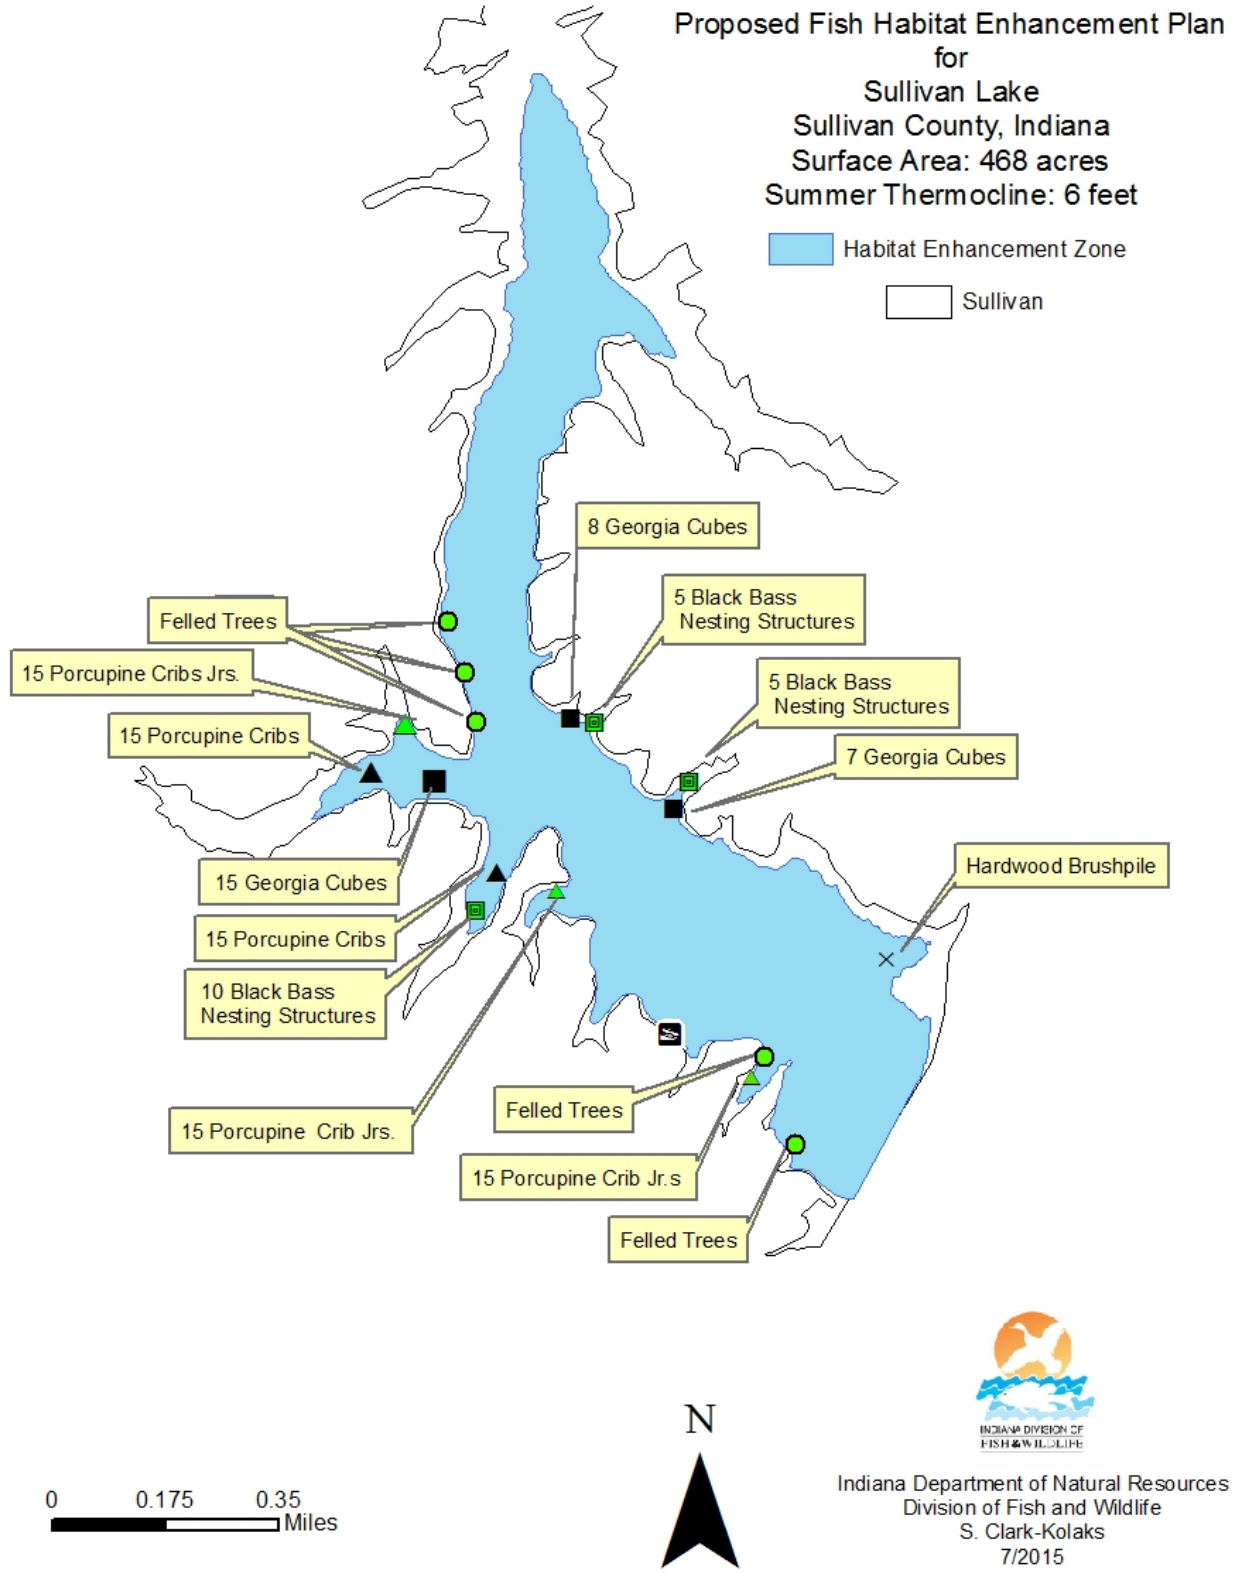 Proposed Fish Habitat Enhancement Plan
for
Sullivan Lake
Sullivan County, Indiana
Surface Area: 468 acres
Summer Thermocline: 6 feet
Habitat Enhancement Zone
Sullivan
8 Georgia Cubes
5 Black Bass
Nesting Structures
Felled Trees
15 Porcupine Cribs Jrs.
5 Black Bass
Nesting Structures
15 Porcupine Cribs
7 Georgia Cubes
Hardwood Brushpile
15 Georgia Cubes
15 Porcupine Cribs
10 Black Bass
Nesting Structures
Felled Trees
15 Porcupine  Crib Jrs.
15 Porcupine Crib Jr.s
Felled Trees
INDIANA DIVISION OF
FISH & WILDLIFE
N
0 0.175 0.35
Miles
Indiana Department of Natural Resources
Division of Fish and Wildlife
S. Clark-Kolaks
7/2015